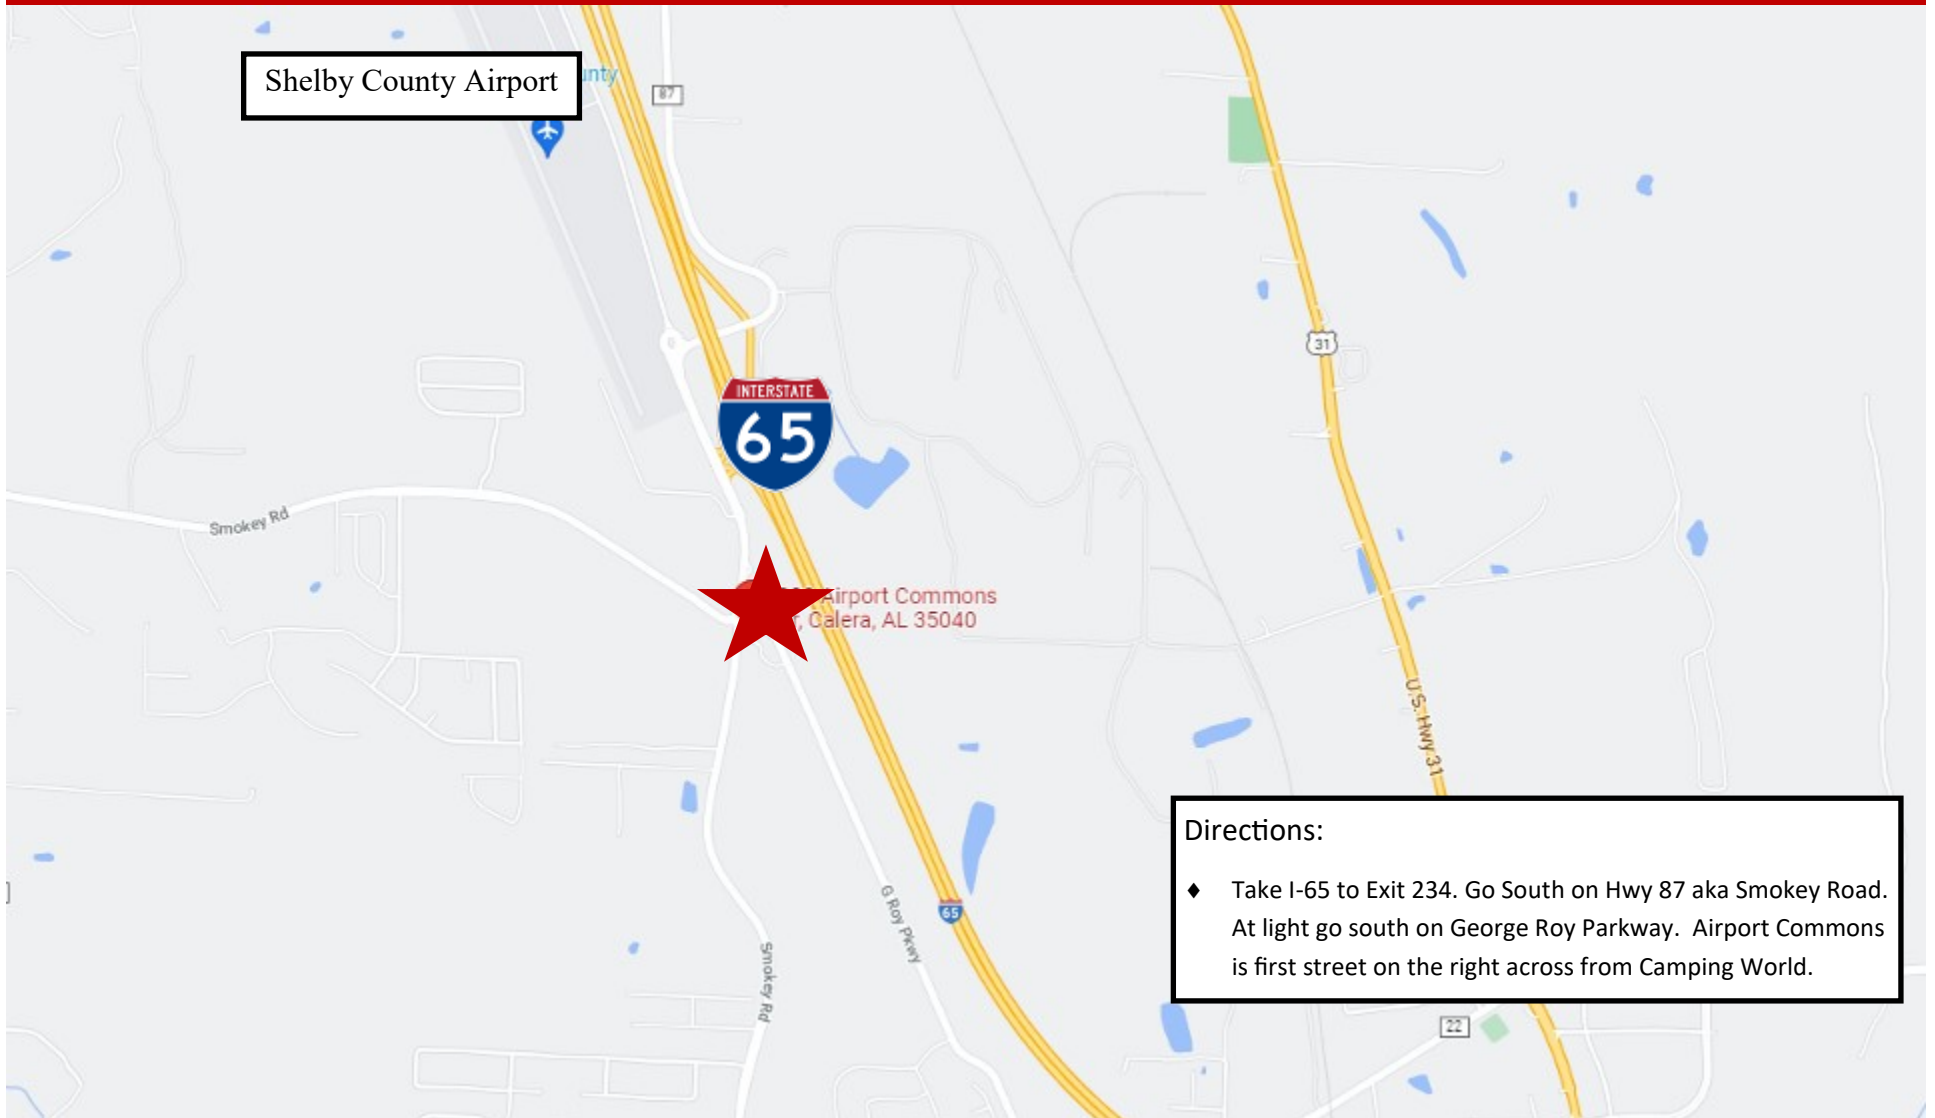 Shelby County Airport
87
31
INTERSTATE
65
Smokey Rd
Airport Commons
Calera, AL 35040
U.S. Hwy 31
Directions:
♦ Take I-65 to Exit 234. Go South on Hwy 87 aka Smokey Road.
At light go south on George Roy Parkway. Airport Commons
is first street on the right across from Camping World.
G Roy Pkwy
65
Smokey Rd
22